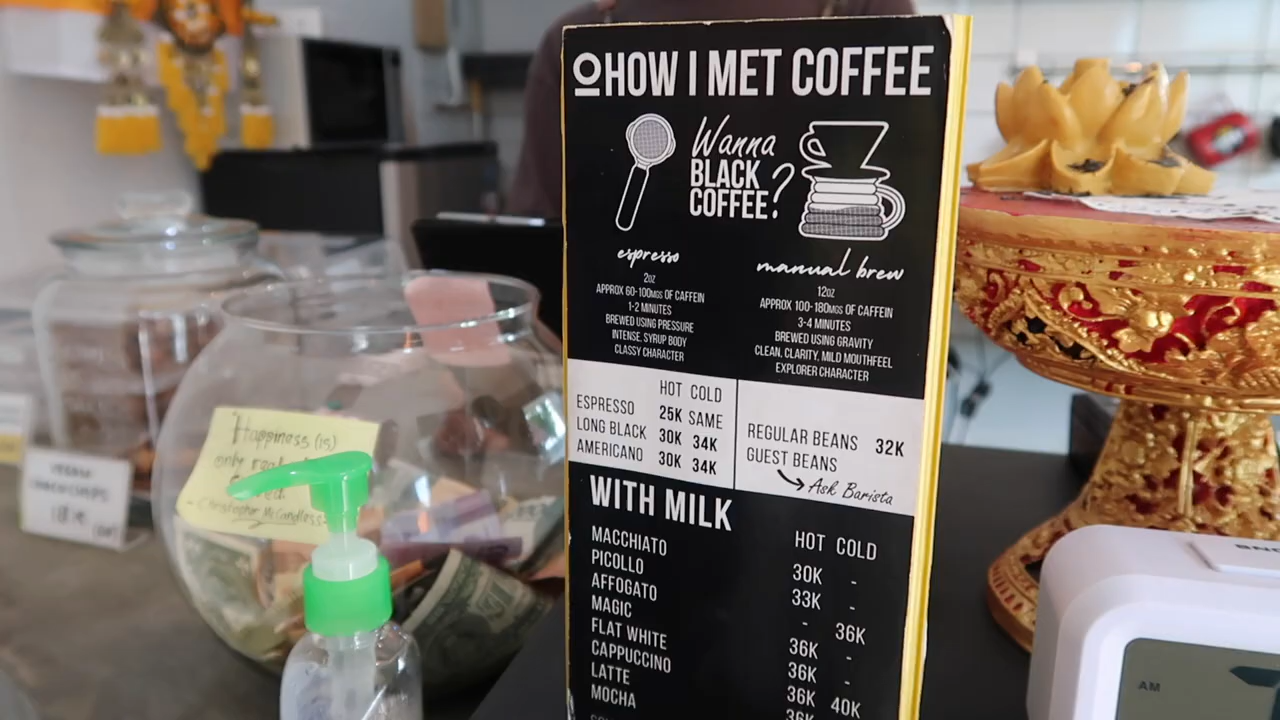 HOW I MET COFFEE
Wanna
BLACK
COFFEE?
espresso
2oz
APPROX 60-100MGS OF CAFFEIN
1-2 MINUTES
BREWED USING PRESSURE
INTENSE, SYRUP BODY
CLASSY CHARACTER
manual brew
12oz
APPROX 100-180MGS OF CAFFEIN
3-4 MINUTES
BREWED USING GRAVITY
CLEAN, CLARITY, MILD MOUTHFEEL
EXPLORER CHARACTER
HOT COLD
ESPRESSO 25K SAME
LONG BLACK 30K 34K
AMERICANO 30K 34K
REGULAR BEANS 32K
GUEST BEANS
Ask Barista
WITH MILK
HOT COLD
MACCHIATO 30K -
PICOLLO 33K -
AFFOGATO - 36K
MAGIC 36K -
FLAT WHITE 36K
CAPPUCCINO 36K 40K
LATTE 36K
MOCHA
Happiness (is)
only
Christopher McCandless
AM